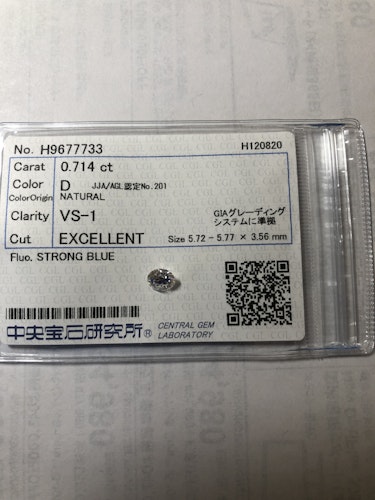 No. H9677733 H120820
Carat 0.714 ct
Color D JJA/AGL認定No.201
ColorOrigin NATURAL
Clarity VS-1 GIAグレーディング
システムに準拠
Cut EXCELLENT Size 5.72 - 5.77 × 3.56 mm
Fluo. STRONG BLUE
中央宝石研究所® CENTRAL GEM
LABORATORY